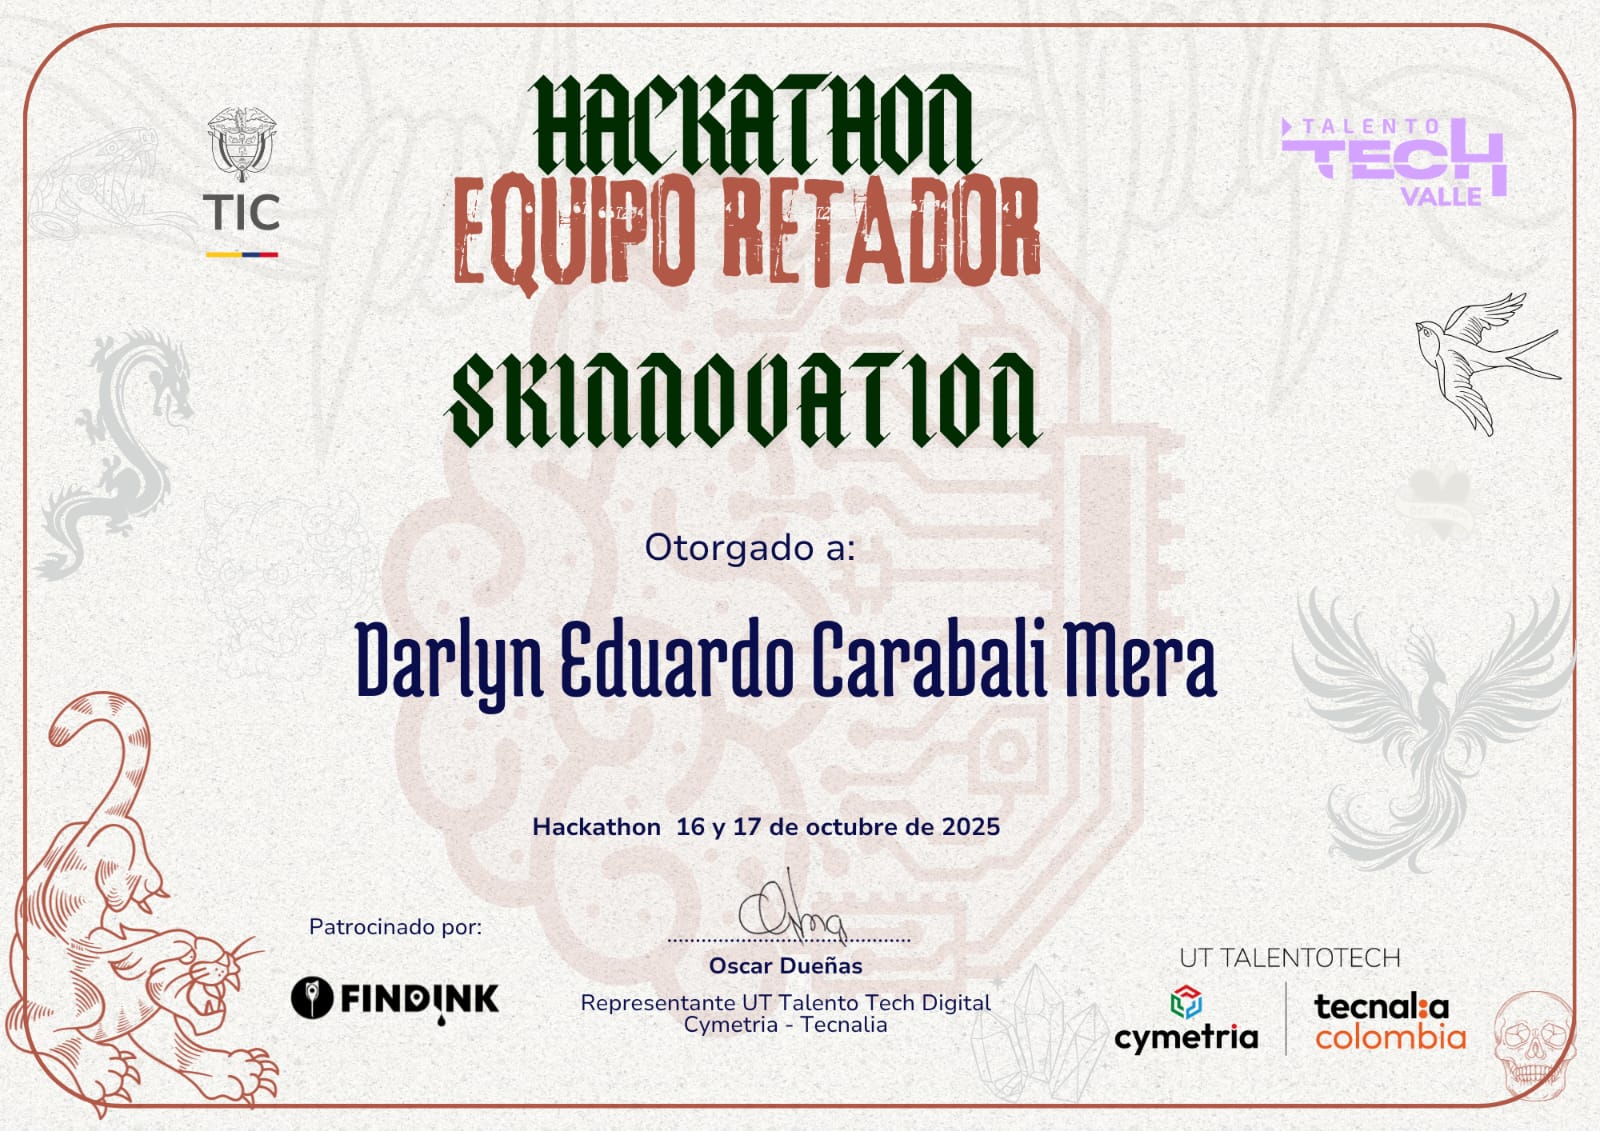 HACKATHON
EQUIPO RETADOR
TIC
TALENTO
TECH
VALLE
SKINNOVATION
Otorgado a:
Darlyn Eduardo Carabali Mera
Hackathon 16 y 17 de octubre de 2025
Patrocinado por:
FINDINK
Oscar Dueñas
Representante UT Talento Tech Digital
Cymetria - Tecnalia
UT TALENTOTECH
cymetria
tecnalia
colombia